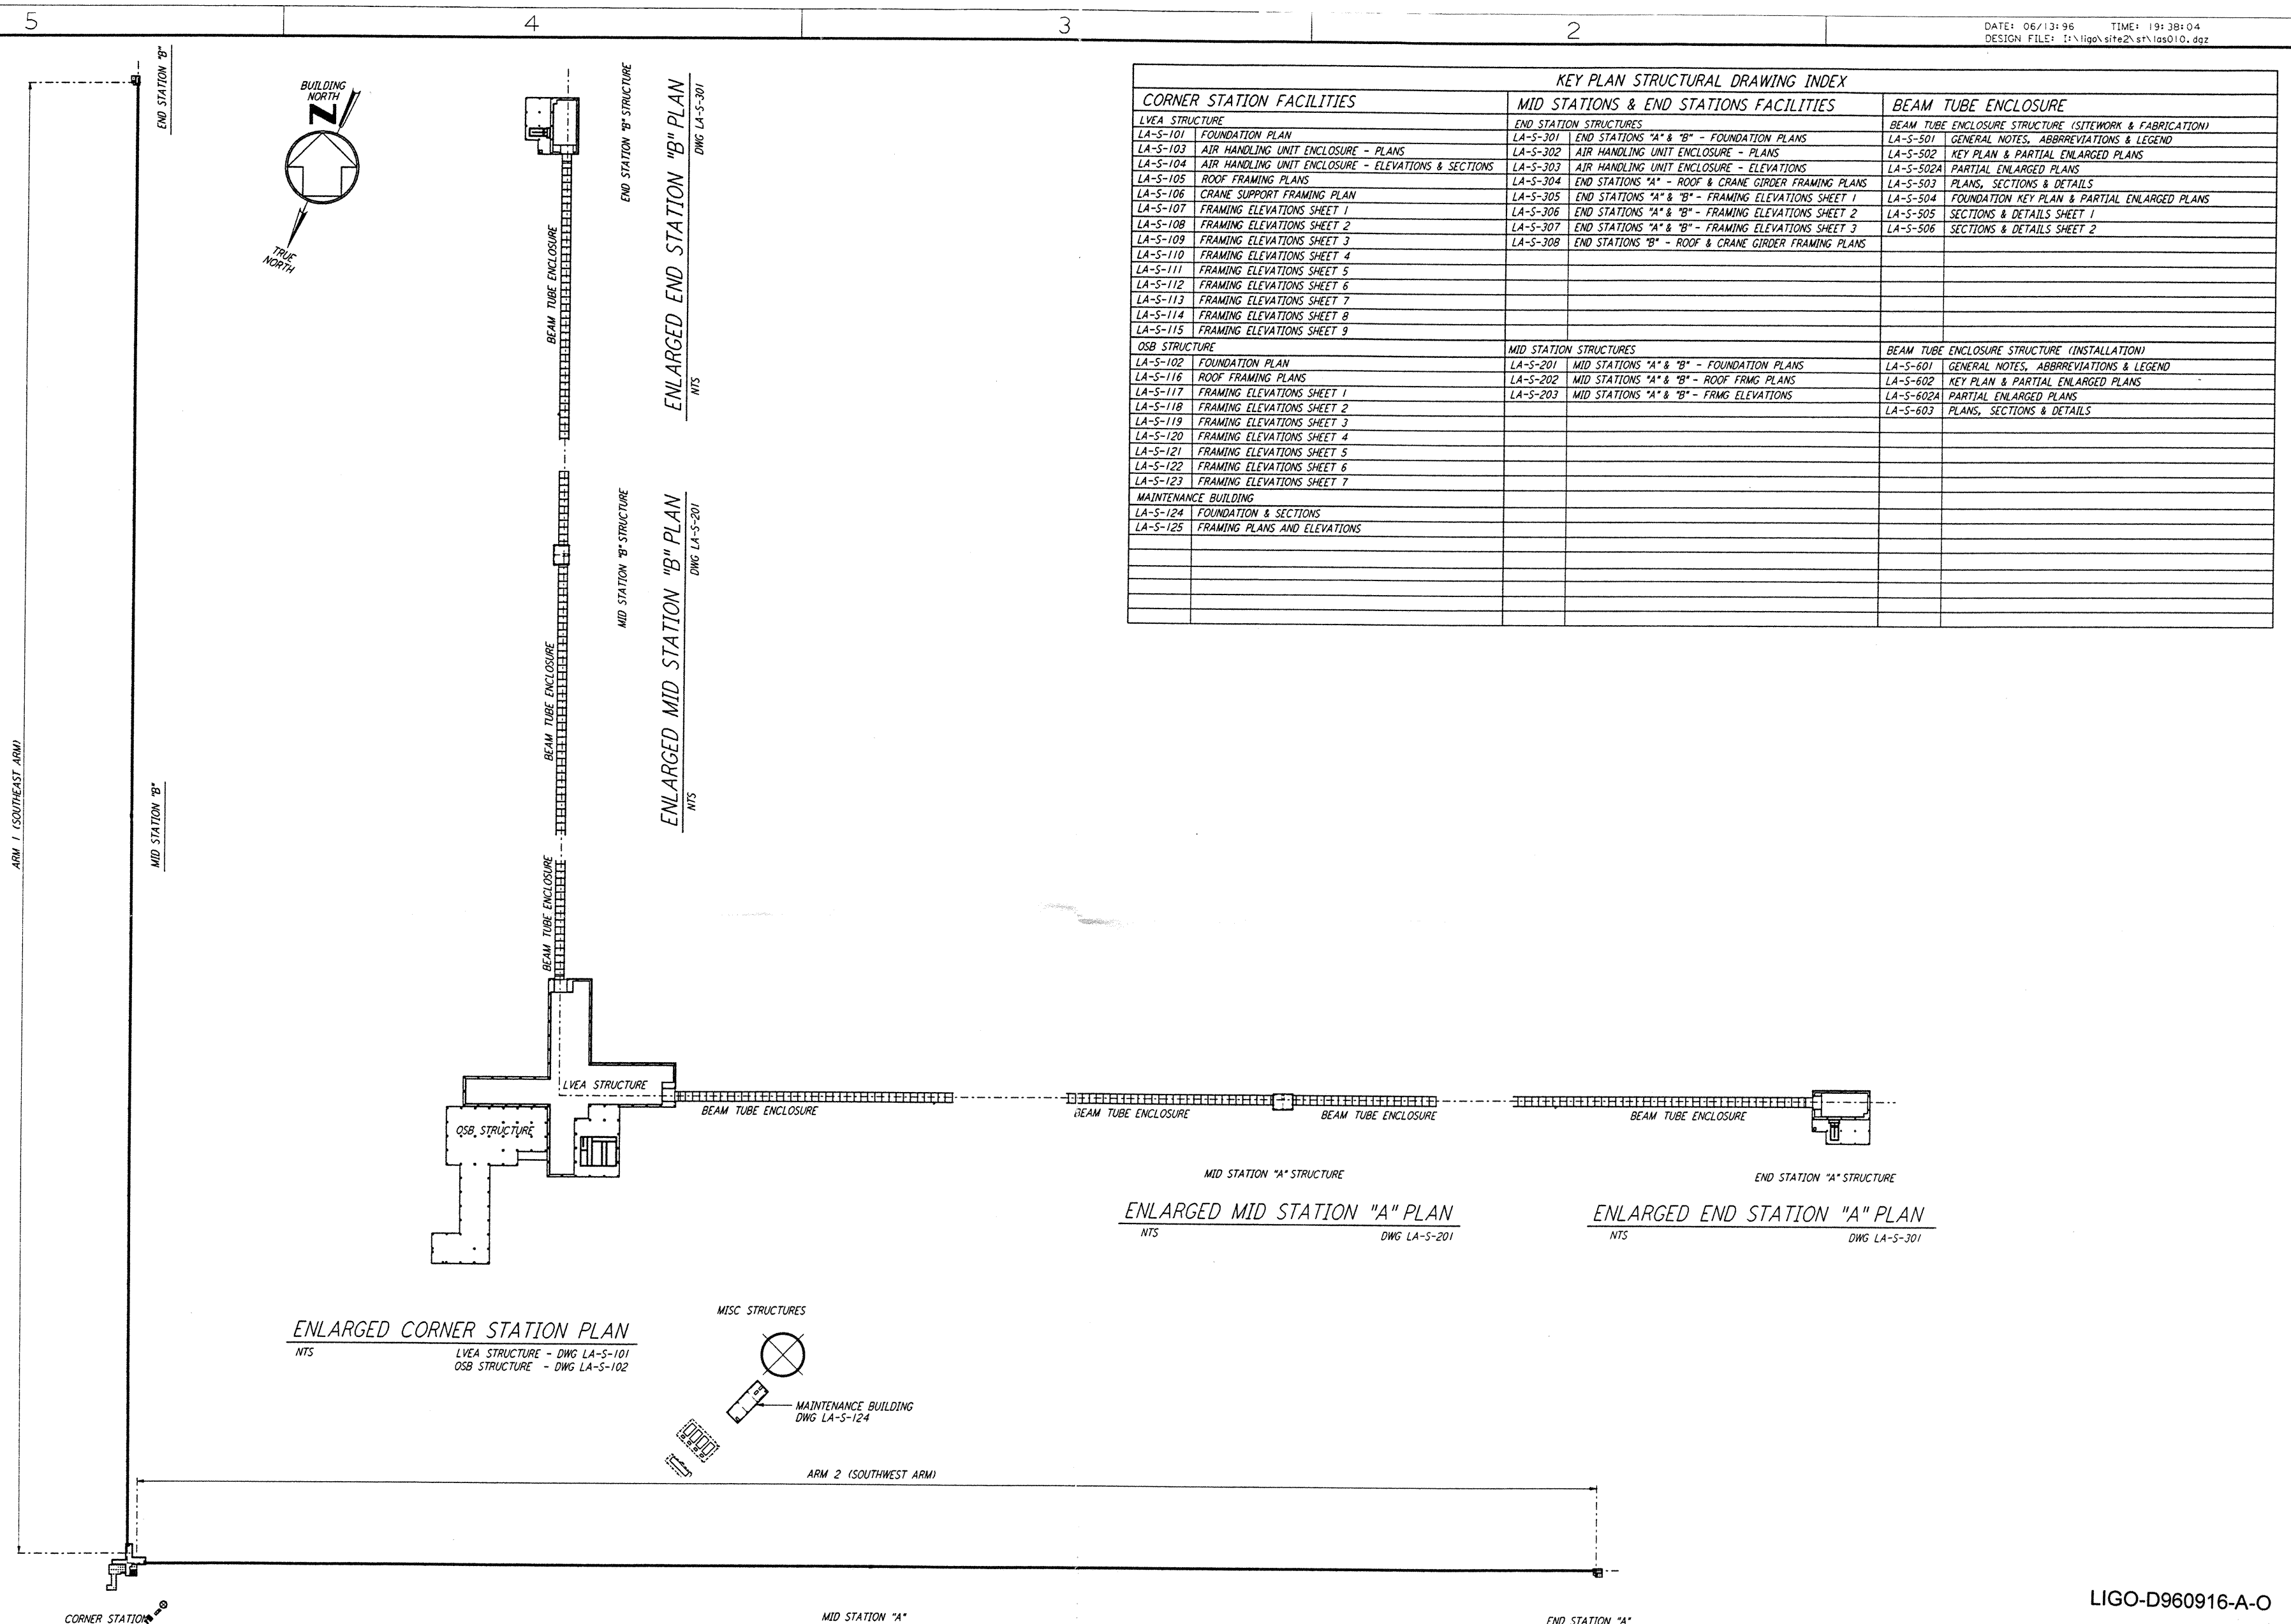 5
4
3
2
DATE: 06/13:96 TIME: 19:38:04
DESIGN FILE: I:\ligo\site2\st\las010.dgz
KEY PLAN STRUCTURAL DRAWING INDEX
CORNER STATION FACILITIES
LVEA STRUCTURE
LA-S-101 FOUNDATION PLAN
LA-S-103 AIR HANDLING UNIT ENCLOSURE - PLANS
LA-S-104 AIR HANDLING UNIT ENCLOSURE - ELEVATIONS & SECTIONS
LA-S-105 ROOF FRAMING PLANS
LA-S-106 CRANE SUPPORT FRAMING PLAN
LA-S-107 FRAMING ELEVATIONS SHEET 1
LA-S-108 FRAMING ELEVATIONS SHEET 2
LA-S-109 FRAMING ELEVATIONS SHEET 3
LA-S-110 FRAMING ELEVATIONS SHEET 4
LA-S-111 FRAMING ELEVATIONS SHEET 5
LA-S-112 FRAMING ELEVATIONS SHEET 6
LA-S-113 FRAMING ELEVATIONS SHEET 7
LA-S-114 FRAMING ELEVATIONS SHEET 8
LA-S-115 FRAMING ELEVATIONS SHEET 9
OSB STRUCTURE
LA-S-102 FOUNDATION PLAN
LA-S-116 ROOF FRAMING PLANS
LA-S-117 FRAMING ELEVATIONS SHEET 1
LA-S-118 FRAMING ELEVATIONS SHEET 2
LA-S-119 FRAMING ELEVATIONS SHEET 3
LA-S-120 FRAMING ELEVATIONS SHEET 4
LA-S-121 FRAMING ELEVATIONS SHEET 5
LA-S-122 FRAMING ELEVATIONS SHEET 6
LA-S-123 FRAMING ELEVATIONS SHEET 7
MAINTENANCE BUILDING
LA-S-124 FOUNDATION & SECTIONS
LA-S-125 FRAMING PLANS AND ELEVATIONS
MID STATIONS & END STATIONS FACILITIES
END STATION STRUCTURES
LA-S-301 END STATIONS "A" & "B" - FOUNDATION PLANS
LA-S-302 AIR HANDLING UNIT ENCLOSURE - PLANS
LA-S-303 AIR HANDLING UNIT ENCLOSURE - ELEVATIONS
LA-S-304 END STATIONS "A" - ROOF & CRANE GIRDER FRAMING PLANS
LA-S-305 END STATIONS "A" & "B" - FRAMING ELEVATIONS SHEET 1
LA-S-306 END STATIONS "A" & "B" - FRAMING ELEVATIONS SHEET 2
LA-S-307 END STATIONS "A" & "B" - FRAMING ELEVATIONS SHEET 3
LA-S-308 END STATIONS "B" - ROOF & CRANE GIRDER FRAMING PLANS
MID STATION STRUCTURES
LA-S-201 MID STATIONS "A" & "B" - FOUNDATION PLANS
LA-S-202 MID STATIONS "A" & "B" - ROOF FRMG PLANS
LA-S-203 MID STATIONS "A" & "B" - FRMG ELEVATIONS
BEAM TUBE ENCLOSURE
BEAM TUBE ENCLOSURE STRUCTURE (SITEWORK & FABRICATION)
LA-S-501 GENERAL NOTES, ABBRREVIATIONS & LEGEND
LA-S-502 KEY PLAN & PARTIAL ENLARGED PLANS
LA-S-502A PARTIAL ENLARGED PLANS
LA-S-503 PLANS, SECTIONS & DETAILS
LA-S-504 FOUNDATION KEY PLAN & PARTIAL ENLARGED PLANS
LA-S-505 SECTIONS & DETAILS SHEET 1
LA-S-506 SECTIONS & DETAILS SHEET 2
BEAM TUBE ENCLOSURE STRUCTURE (INSTALLATION)
LA-S-601 GENERAL NOTES, ABBRREVIATIONS & LEGEND
LA-S-602 KEY PLAN & PARTIAL ENLARGED PLANS
LA-S-602A PARTIAL ENLARGED PLANS
LA-S-603 PLANS, SECTIONS & DETAILS
END STATION "B"
BUILDING
NORTH
Z
TRUE
NORTH
END STATION "B" STRUCTURE
ENLARGED END STATION "B" PLAN
NTS
DWG LA-S-301
BEAM TUBE ENCLOSURE
MID STATION "B" STRUCTURE
ENLARGED MID STATION "B" PLAN
NTS
DWG LA-S-201
BEAM TUBE ENCLOSURE
BEAM TUBE ENCLOSURE
ARM 1 (SOUTHEAST ARM)
MID STATION "B"
LVEA STRUCTURE
OSB STRUCTURE
BEAM TUBE ENCLOSURE
BEAM TUBE ENCLOSURE
BEAM TUBE ENCLOSURE
BEAM TUBE ENCLOSURE
MID STATION "A" STRUCTURE
END STATION "A" STRUCTURE
ENLARGED MID STATION "A" PLAN
NTS DWG LA-S-201
ENLARGED END STATION "A" PLAN
NTS DWG LA-S-301
ENLARGED CORNER STATION PLAN
NTS LVEA STRUCTURE - DWG LA-S-101
OSB STRUCTURE - DWG LA-S-102
MISC STRUCTURES
MAINTENANCE BUILDING
DWG LA-S-124
ARM 2 (SOUTHWEST ARM)
CORNER STATION
MID STATION "A"
END STATION "A"
LIGO-D960916-A-O